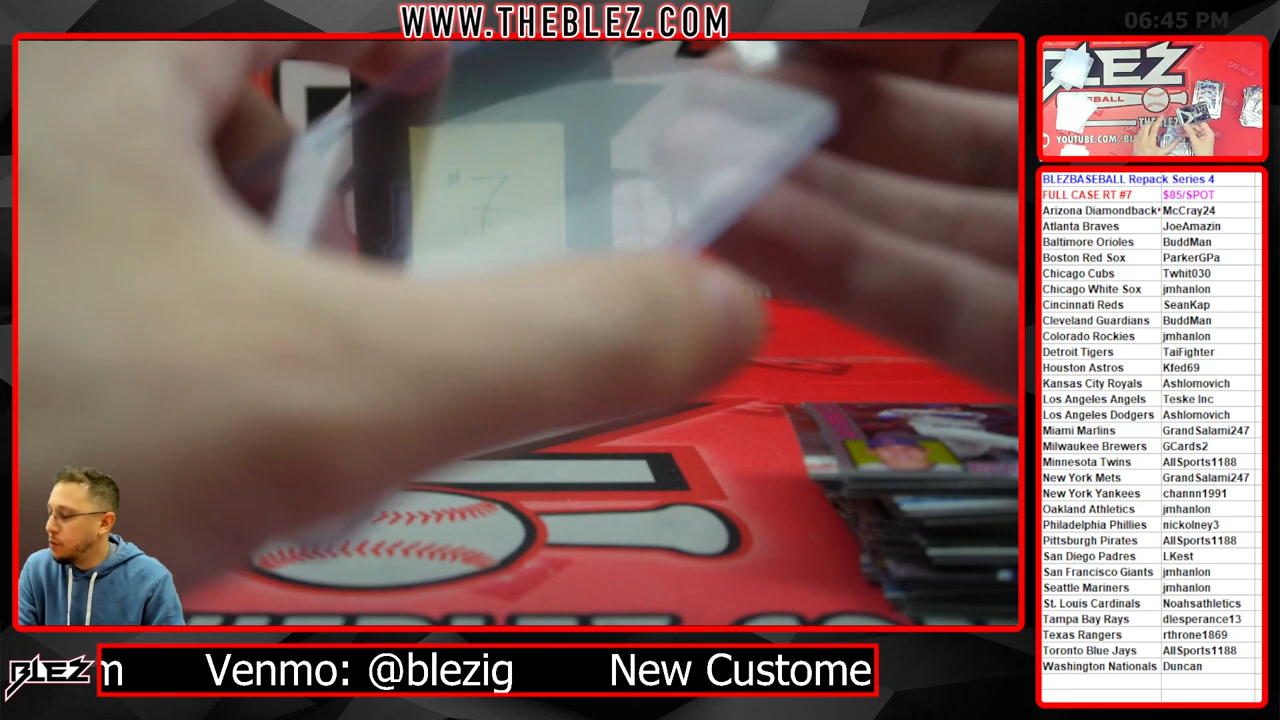 WWW.THEBLEZ.COM
06:45 PM
BLEZ
BASEBALL
YOUTUBE.COM/BL
BLEZBASEBALL Repack Series 4
FULL CASE RT #7 $85/SPOT
Arizona Diamondback McCray24
Atlanta Braves JoeAmazin
Baltimore Orioles BuddMan
Boston Red Sox ParkerGPa
Chicago Cubs Twhit030
Chicago White Sox jmhanlon
Cincinnati Reds SeanKap
Cleveland Guardians BuddMan
Colorado Rockies jmhanlon
Detroit Tigers TaiFighter
Houston Astros Kfed69
Kansas City Royals Ashlomovich
Los Angeles Angels Teske Inc
Los Angeles Dodgers Ashlomovich
Miami Marlins GrandSalami247
Milwaukee Brewers GCards2
Minnesota Twins AllSports1188
New York Mets GrandSalami247
New York Yankees channn1991
Oakland Athletics jmhanlon
Philadelphia Phillies nickolney3
Pittsburgh Pirates AllSports1188
San Diego Padres LKest
San Francisco Giants jmhanlon
Seattle Mariners jmhanlon
St. Louis Cardinals Noahsathletics
Tampa Bay Rays dlesperance13
Texas Rangers rthrone1869
Toronto Blue Jays AllSports1188
Washington Nationals Duncan
BLEZ
m Venmo: @blezig New Custome